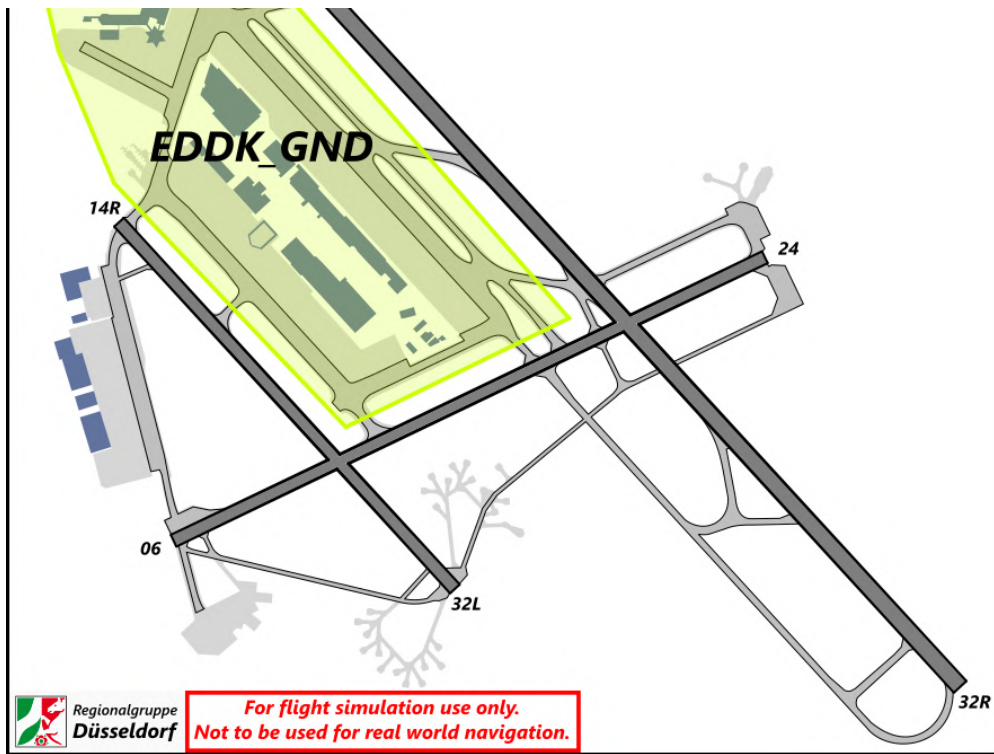 EDDK_GND
14R
24
06
32L
32R
Regionalgruppe
Düsseldorf
For flight simulation use only.
Not to be used for real world navigation.